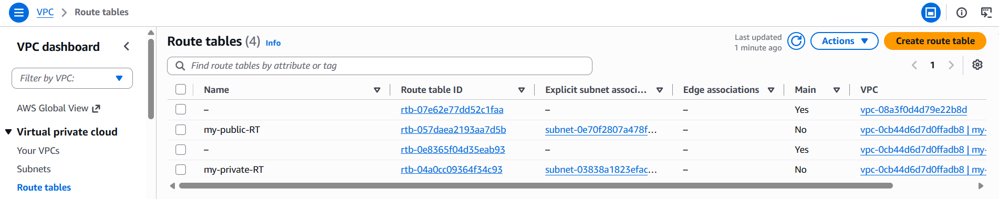 VPC > Route tables
VPC dashboard
Filter by VPC:
AWS Global View
Virtual private cloud
Your VPCs
Subnets
Route tables
Route tables (4) Info
Last updated
1 minute ago
Actions
Create route table
Find route tables by attribute or tag
1
Name Route table ID Explicit subnet associ... Edge associations Main VPC
– rtb-07e62e77dd52c1faa – – Yes vpc-08a3f0d4d79e22b8d
my-public-RT rtb-057daea2193aa7d5b subnet-0e70f2807a478f... – No vpc-0cb44d6d7d0ffadb8 | my-
– rtb-0e8365f04d35eab93 – – Yes vpc-0cb44d6d7d0ffadb8 | my-
my-private-RT rtb-04a0cc09364f34c93 subnet-03838a1823efac... – No vpc-0cb44d6d7d0ffadb8 | my-